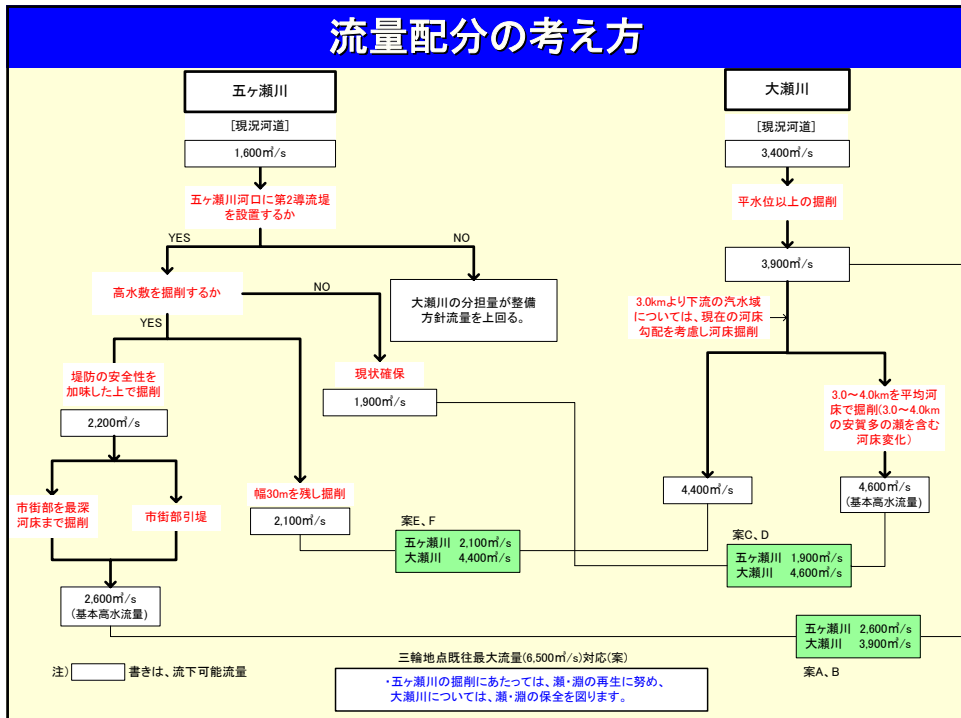 流量配分の考え方
五ヶ瀬川
[現況河道]
1,600㎥/s
五ヶ瀬川河口に第2導流堤
を設置するか
YES
NO
高水敷を掘削するか
NO
大瀬川の分担量が整備
方針流量を上回る。
YES
堤防の安全性を
加味した上で掘削
2,200㎥/s
現状確保
1,900㎥/s
市街部を最深
河床まで掘削
市街部引堤
幅30mを残し掘削
2,100㎥/s
2,600㎥/s
(基本高水流量)
大瀬川
[現況河道]
3,400㎥/s
平水位以上の掘削
3,900㎥/s
3.0kmより下流の汽水域
については、現在の河床
勾配を考慮し河床掘削
3.0～4.0kmを平均河
床で掘削(3.0～4.0km
の安賀多の瀬を含む
河床変化)
4,400㎥/s
4,600㎥/s
(基本高水流量)
案E、F
五ヶ瀬川 2,100㎥/s
大瀬川 4,400㎥/s
案C、D
五ヶ瀬川 1,900㎥/s
大瀬川 4,600㎥/s
五ヶ瀬川 2,600㎥/s
大瀬川 3,900㎥/s
案A、B
注) 書きは、流下可能流量
三輪地点既往最大流量(6,500㎥/s)対応(案)
・五ヶ瀬川の掘削にあたっては、瀬・淵の再生に努め、
大瀬川については、瀬・淵の保全を図ります。